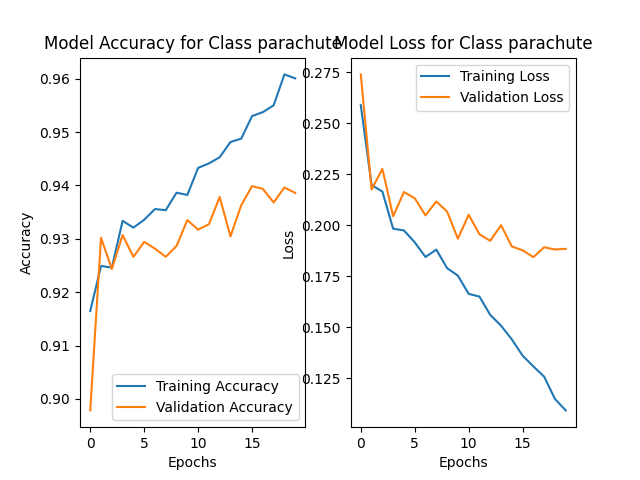 Model Accuracy for Class parachute
Model Loss for Class parachute
0.96
0.95
0.94
0.93
0.92
0.91
0.90
Accuracy
Training Accuracy
Validation Accuracy
0 5 10 15
Epochs
0.275
0.250
0.225
0.200
0.175
0.150
0.125
Loss
Training Loss
Validation Loss
0 5 10 15
Epochs